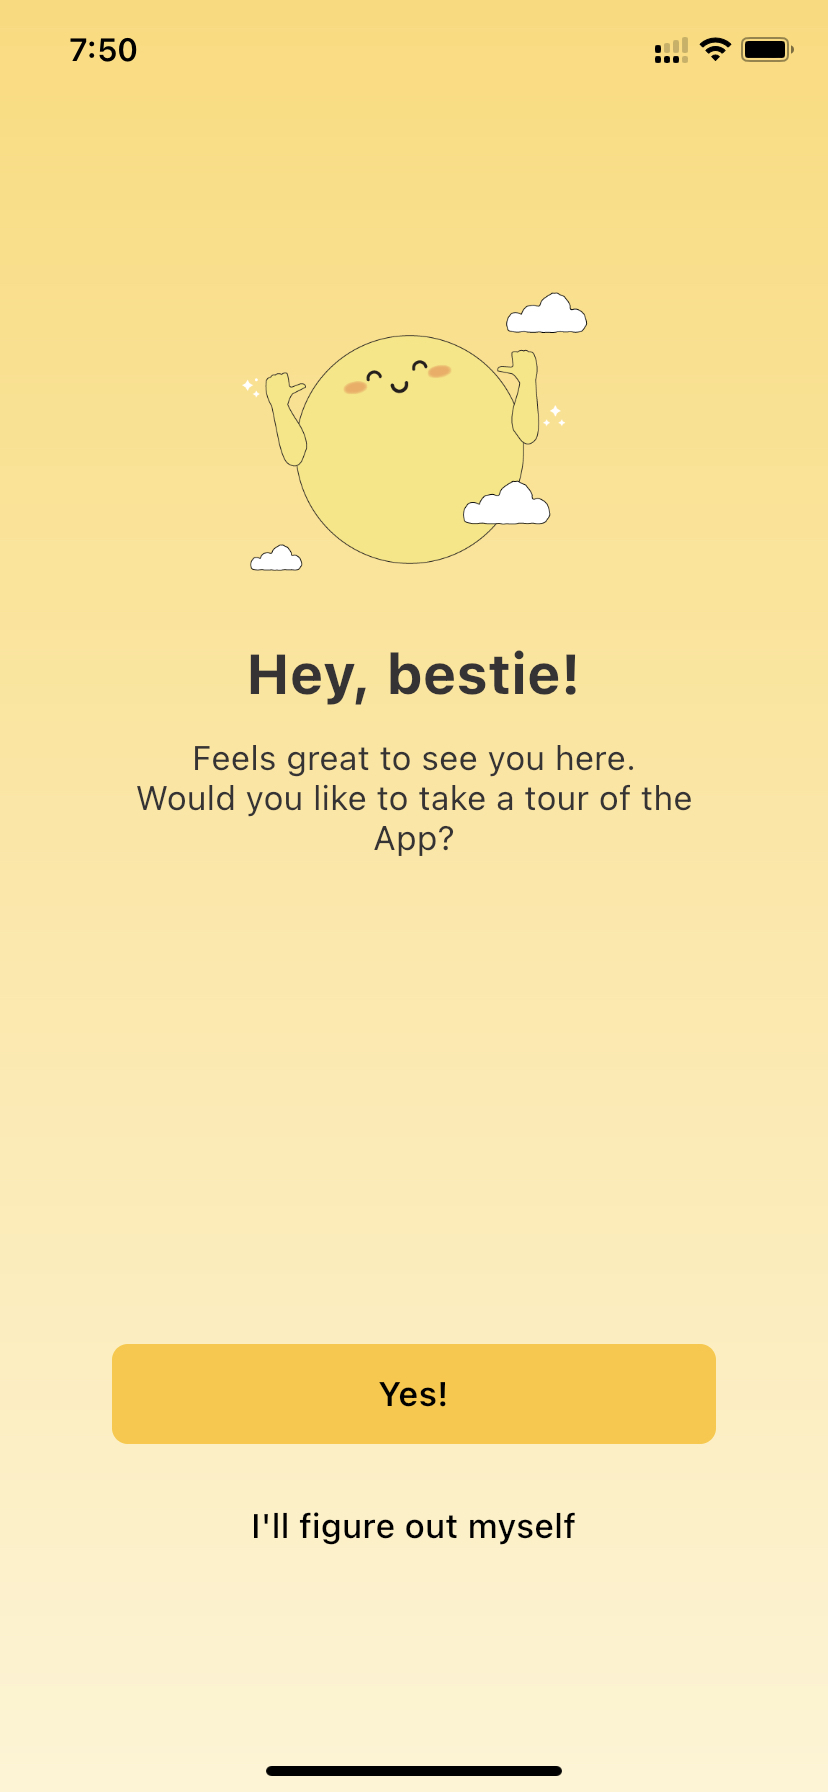 7:50
Hey, bestie!
Feels great to see you here.
Would you like to take a tour of the
App?
Yes!
I'll figure out myself